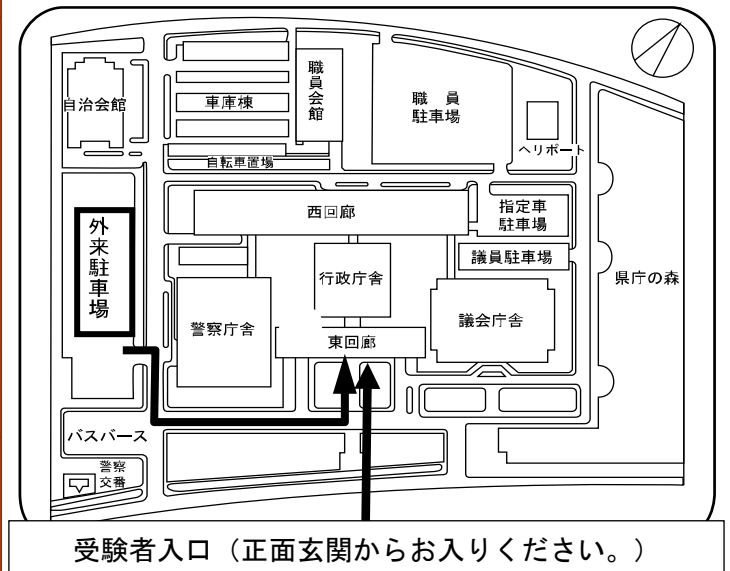 自治会館
車庫棟
職員会館
職員
駐車場
ヘリポート
自転車置場
西回廊
指定車
駐車場
外来駐車場
行政庁舎
議員駐車場
県庁の森
警察庁舎
議会庁舎
東回廊
バスバース
警察
交番
受験者入口（正面玄関からお入りください。）